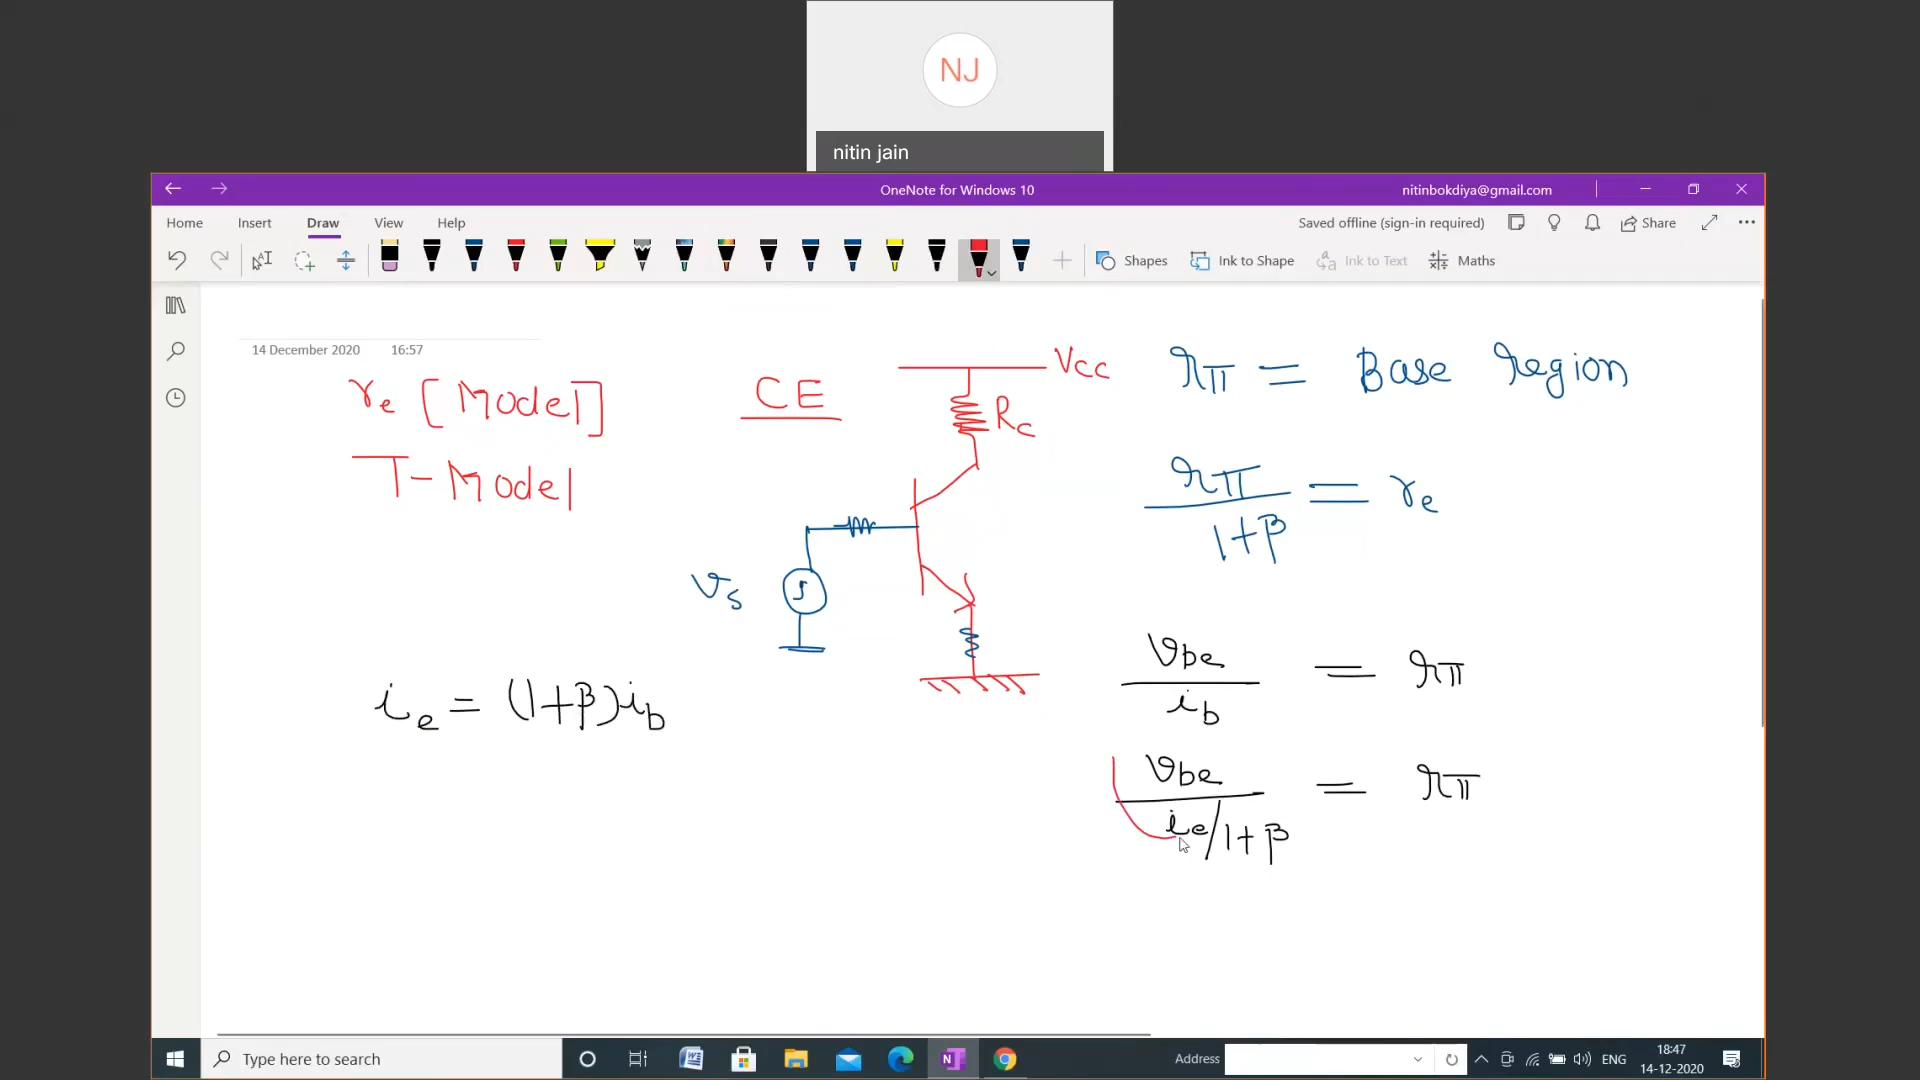 NJ
nitin jain
OneNote for Windows 10
nitinbokdiya@gmail.com
Home Insert Draw View Help
Saved offline (sign-in required) Share
Shapes Ink to Shape Ink to Text Maths
14 December 2020 16:57
re [Model]
T-Model
CE
Vcc
Rc
vs
ie = (1+β)ib
rπ = Base region
rπ / 1+β = re
vbe / ib = rπ
vbe / ie/1+β = rπ
Type here to search
Address
ENG
18:47
14-12-2020